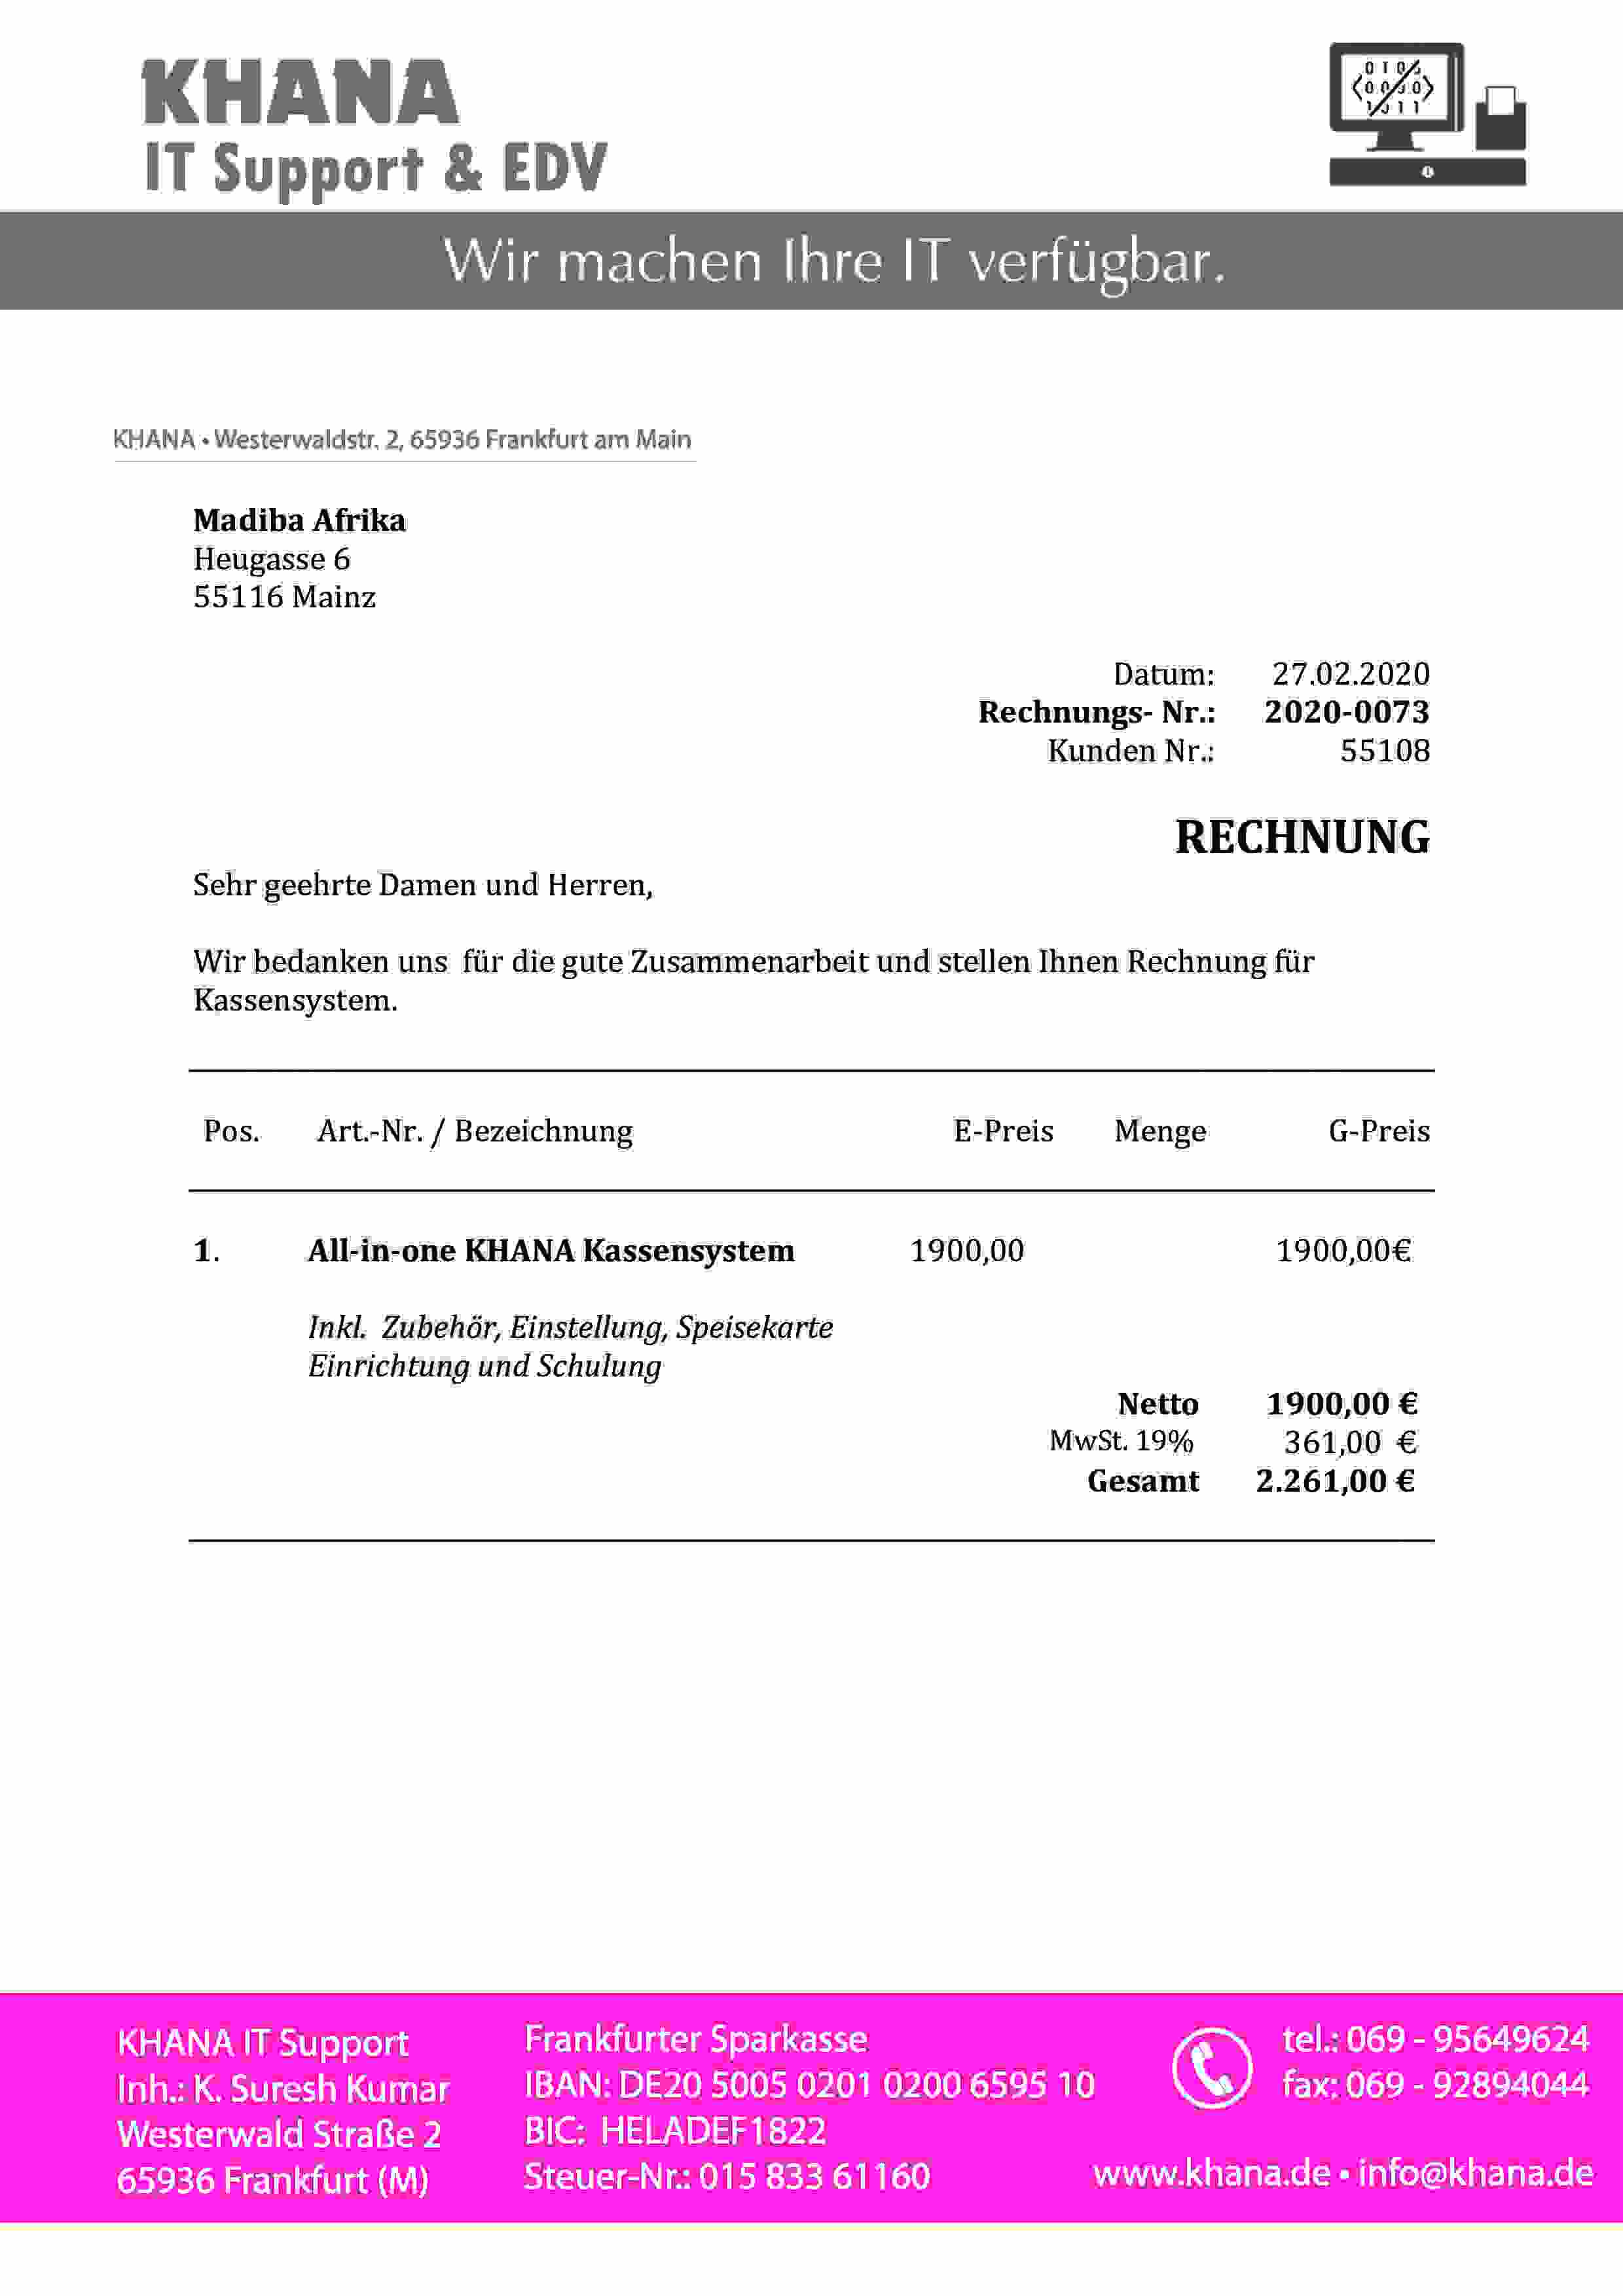 KHANA
IT Support & EDV
Wir machen Ihre IT verfügbar.
KHANA • Westerwaldstr. 2, 65936 Frankfurt am Main
Madiba Afrika
Heugasse 6
55116 Mainz
Datum: 27.02.2020
Rechnungs- Nr.: 2020-0073
Kunden Nr.: 55108
RECHNUNG
Sehr geehrte Damen und Herren,
Wir bedanken uns für die gute Zusammenarbeit und stellen Ihnen Rechnung für
Kassensystem.
Pos. Art.-Nr. / Bezeichnung E-Preis Menge G-Preis
1. All-in-one KHANA Kassensystem 1900,00 1900,00€
Inkl. Zubehör, Einstellung, Speisekarte
Einrichtung und Schulung
Netto 1900,00 €
MwSt. 19% 361,00 €
Gesamt 2.261,00 €
KHANA IT Support
Inh.: K. Suresh Kumar
Westerwald Straße 2
65936 Frankfurt (M)
Frankfurter Sparkasse
IBAN: DE20 5005 0201 0200 6595 10
BIC: HELADEF1822
Steuer-Nr.: 015 833 61160
tel.: 069 - 95649624
fax: 069 - 92894044
www.khana.de • info@khana.de